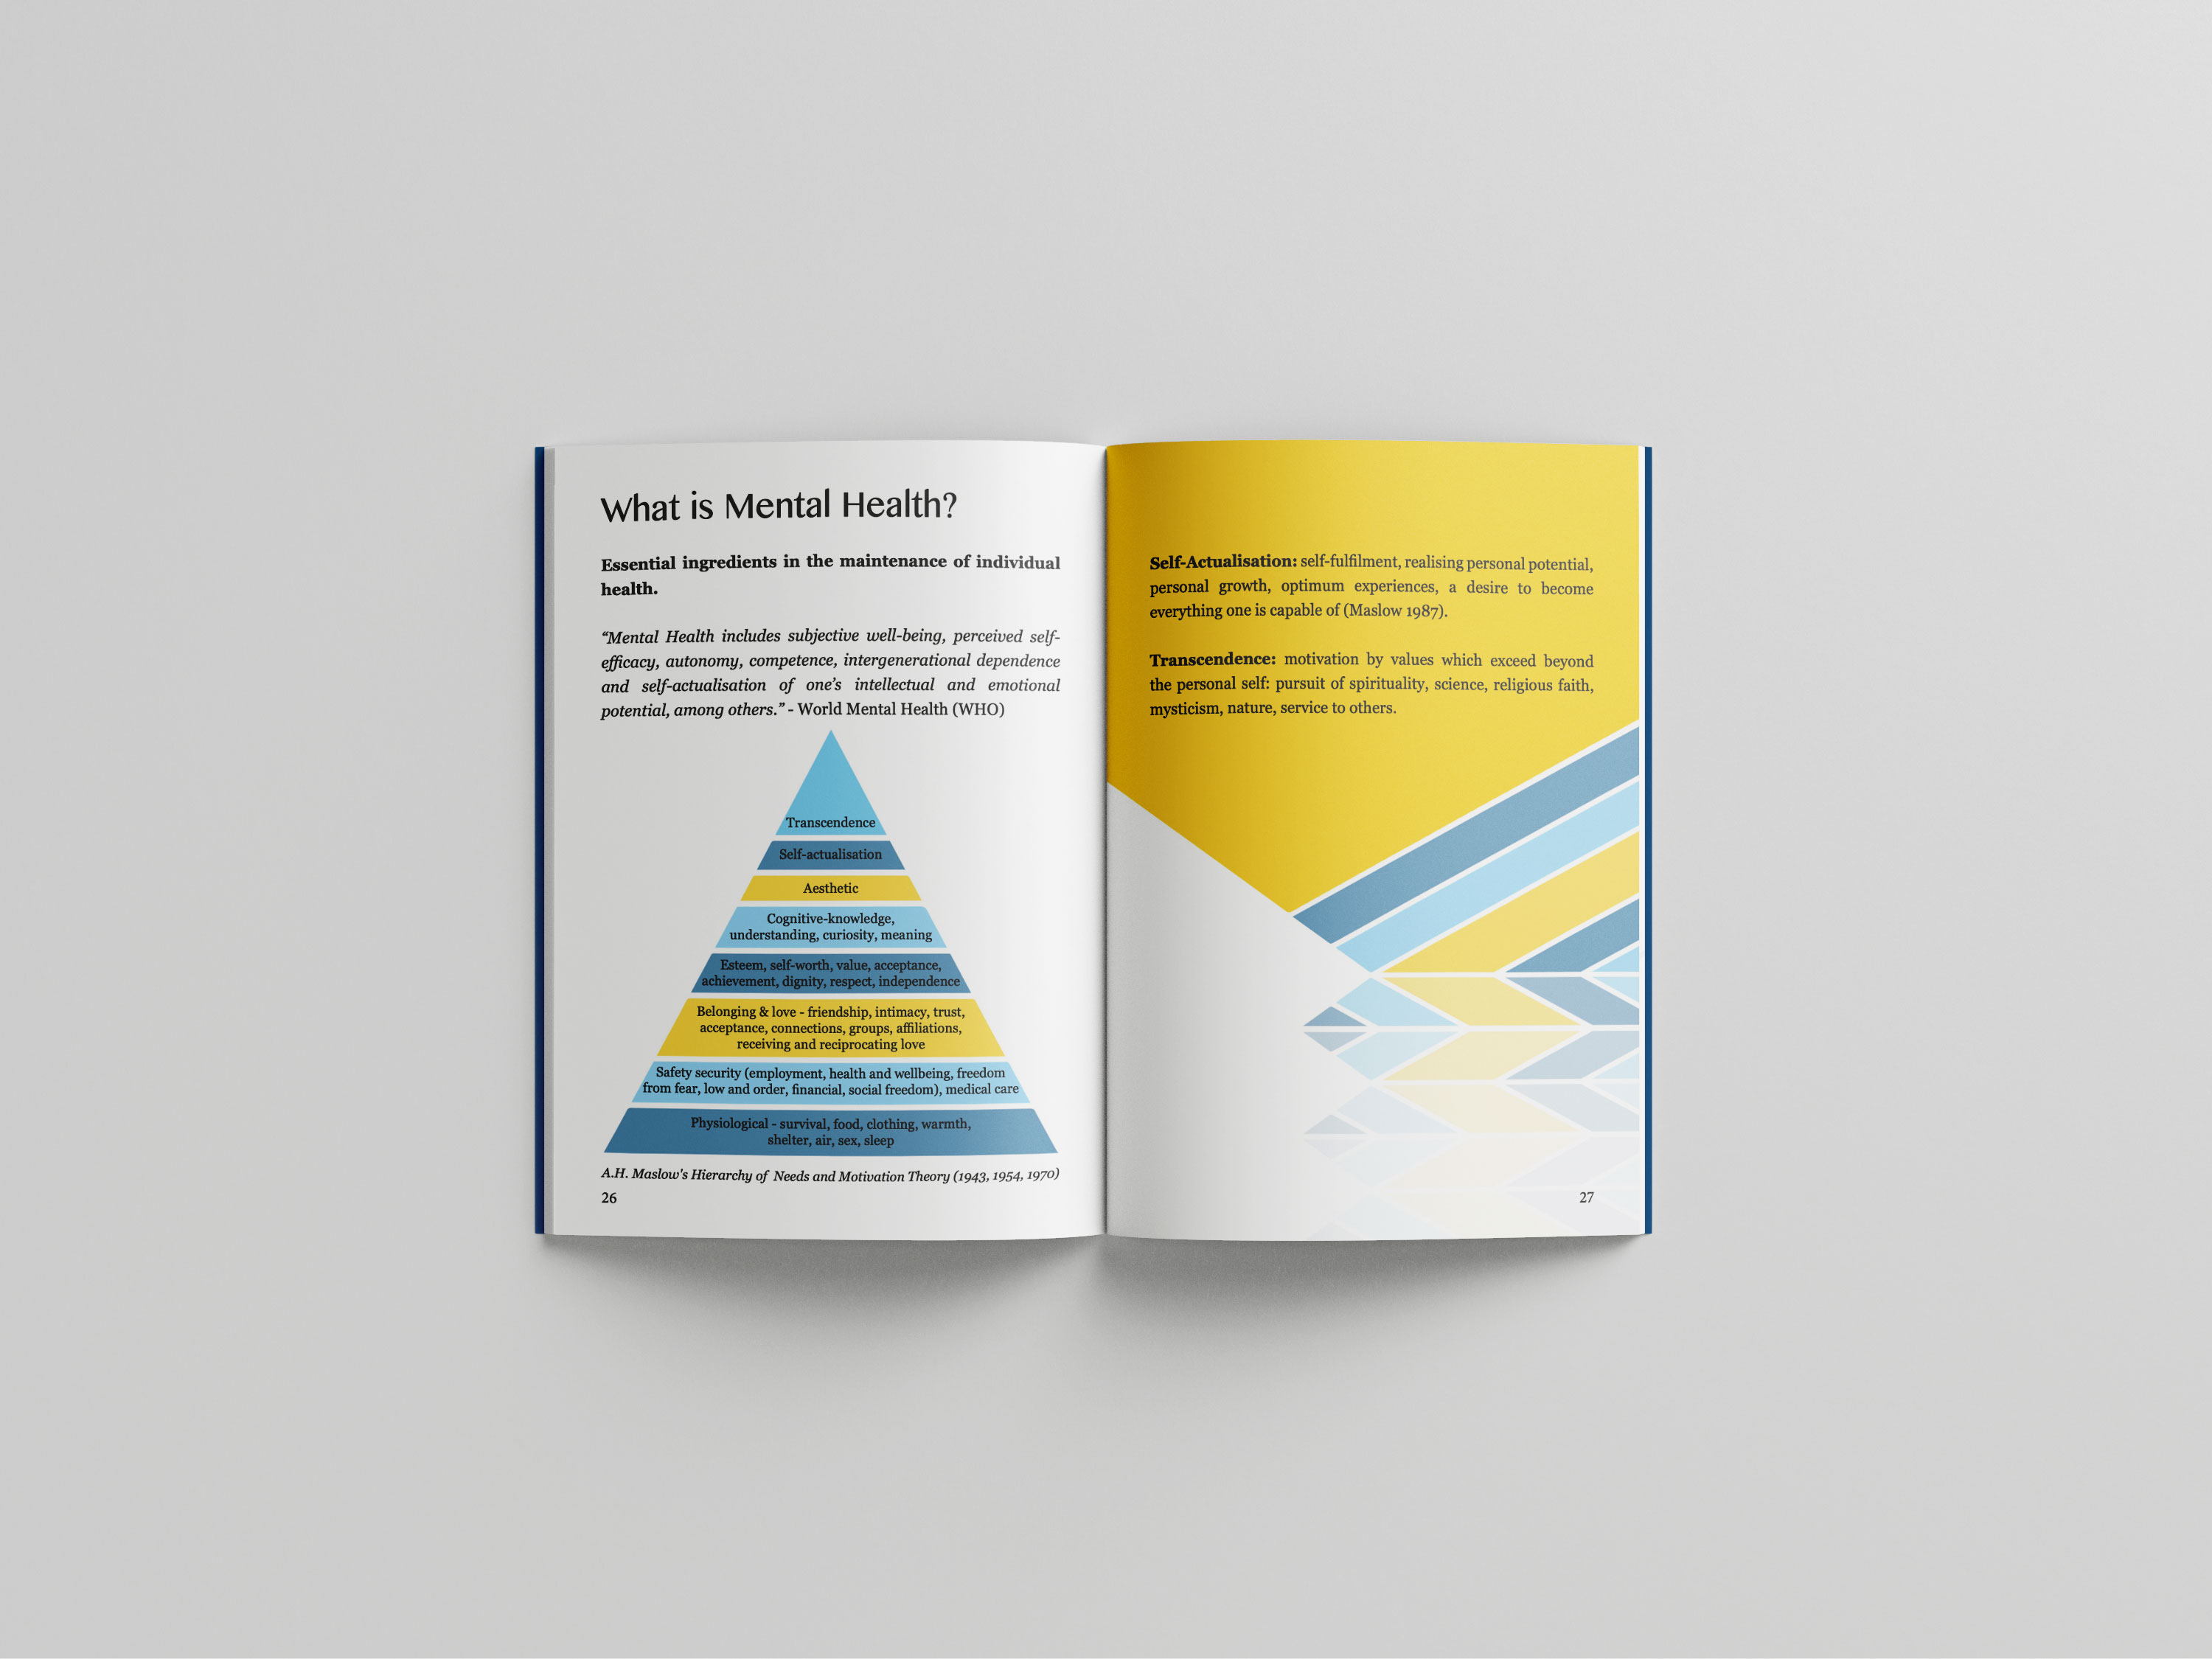 What is Mental Health?
Essential ingredients in the maintenance of individual
health.
“Mental Health includes subjective well-being, perceived self-
efficacy, autonomy, competence, intergenerational dependence
and self-actualisation of one’s intellectual and emotional
potential, among others.” - World Mental Health (WHO)
Transcendence
Self-actualisation
Aesthetic
Cognitive-knowledge,
understanding, curiosity, meaning
Esteem, self-worth, value, acceptance,
achievement, dignity, respect, independence
Belonging & love - friendship, intimacy, trust,
acceptance, connections, groups, affiliations,
receiving and reciprocating love
Safety security (employment, health and wellbeing, freedom
from fear, low and order, financial, social freedom), medical care
Physiological - survival, food, clothing, warmth,
shelter, air, sex, sleep
A.H. Maslow's Hierarchy of Needs and Motivation Theory (1943, 1954, 1970)
26
Self-Actualisation: self-fulfilment, realising personal potential,
personal growth, optimum experiences, a desire to become
everything one is capable of (Maslow 1987).
Transcendence: motivation by values which exceed beyond
the personal self: pursuit of spirituality, science, religious faith,
mysticism, nature, service to others.
27